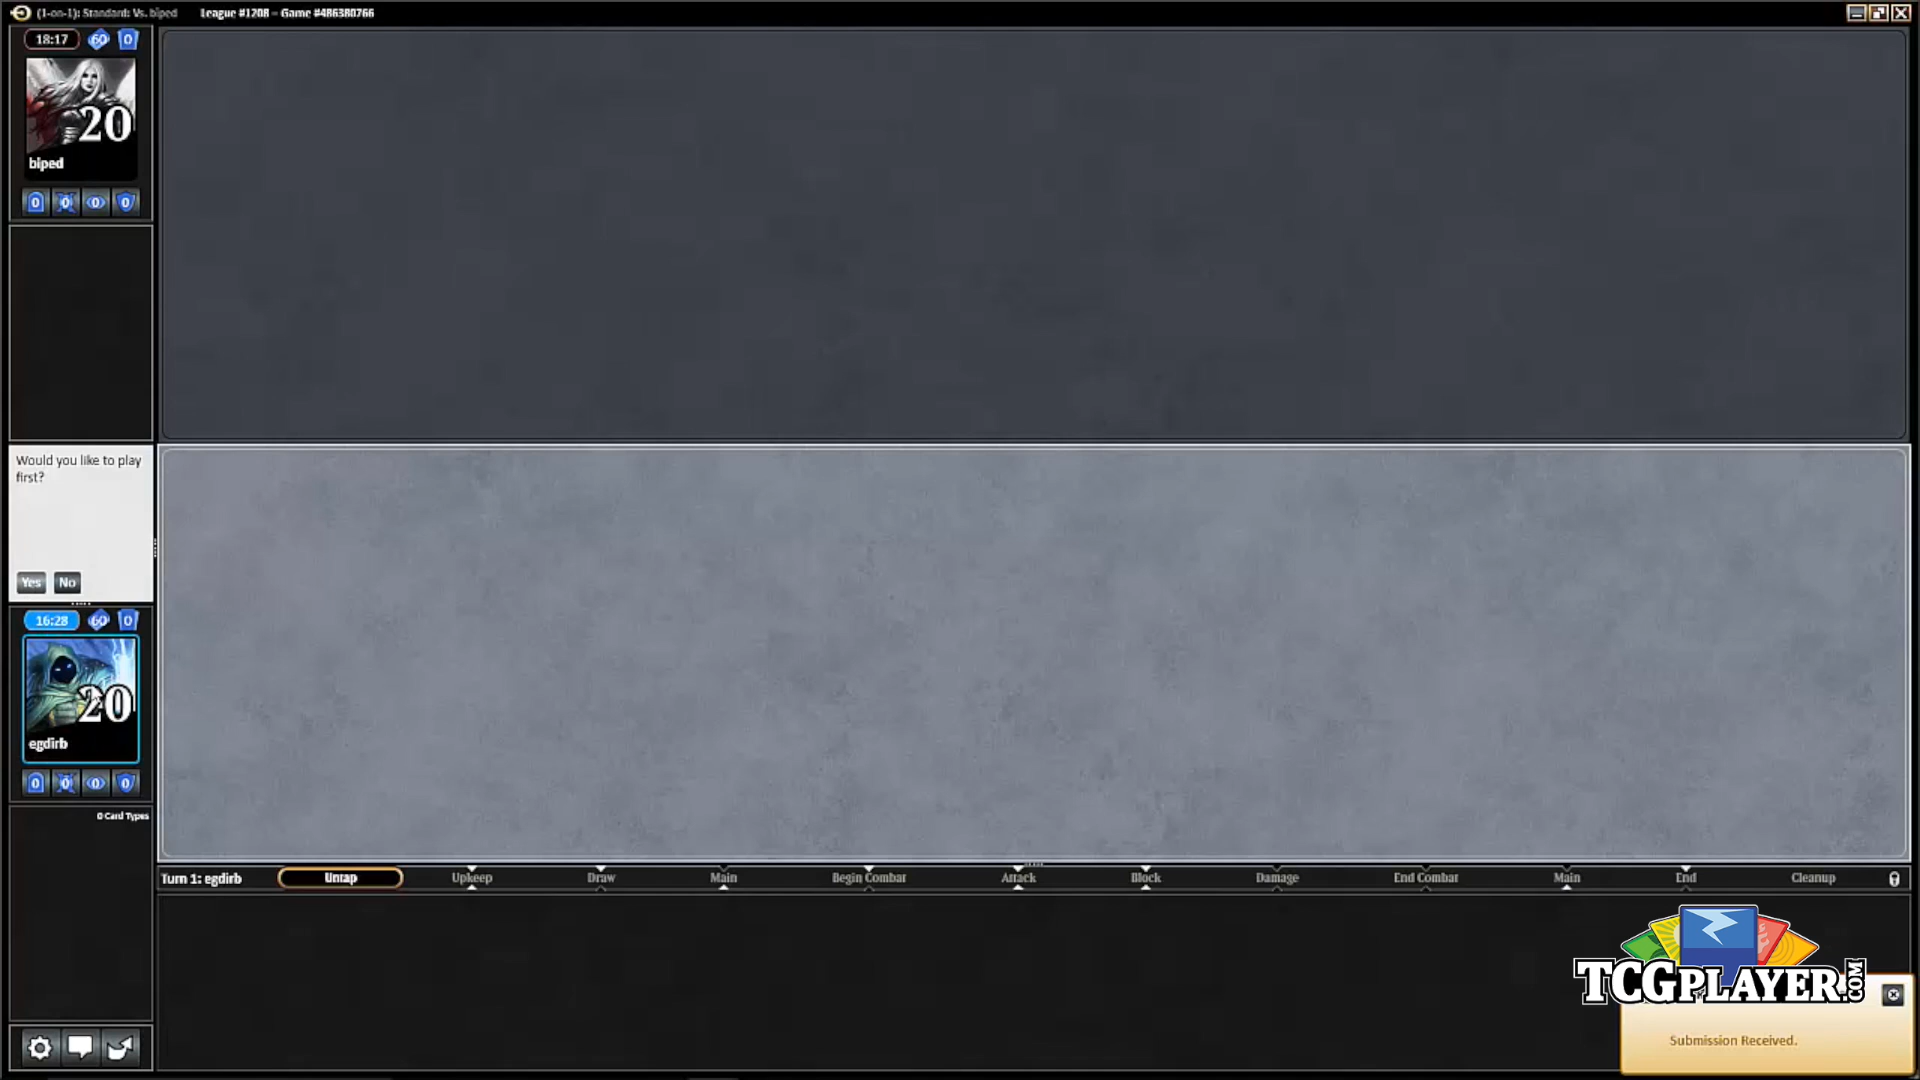 (1-on-1): Standard: Vs. biped League #1208 – Game #486380766
18:17 60 0
20
biped
0 0 0 0
Would you like to play
first?
Yes No
16:28 60 0
20
egdirb
0 0 0 0
0 Card Types
Turn 1: egdirb Untap Upkeep Draw Main Begin Combat Attack Block Damage End Combat Main End Cleanup
TCGPLAYER.COM
Submission Received.